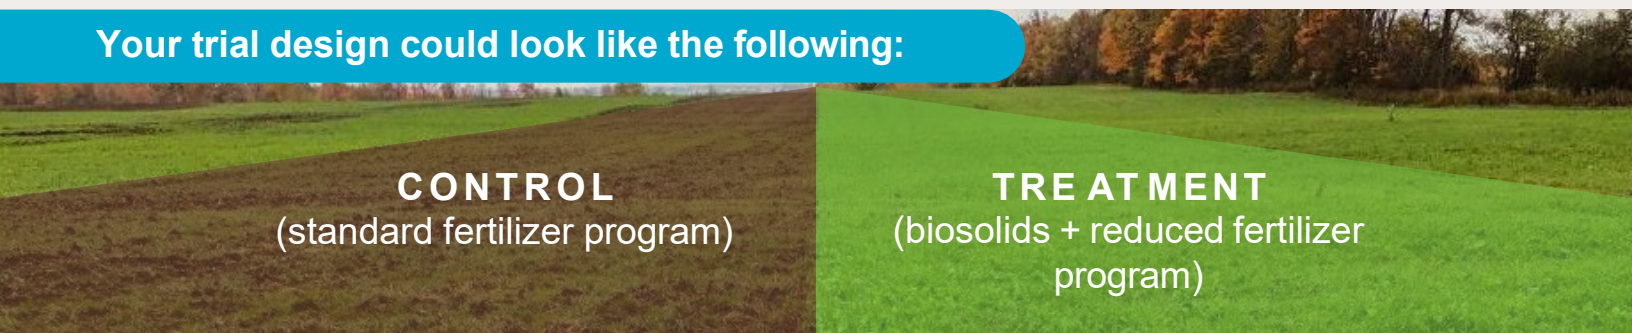 Your trial design could look like the following:
CONTROL
(standard fertilizer program)
TREATMENT
(biosolids + reduced fertilizer
program)